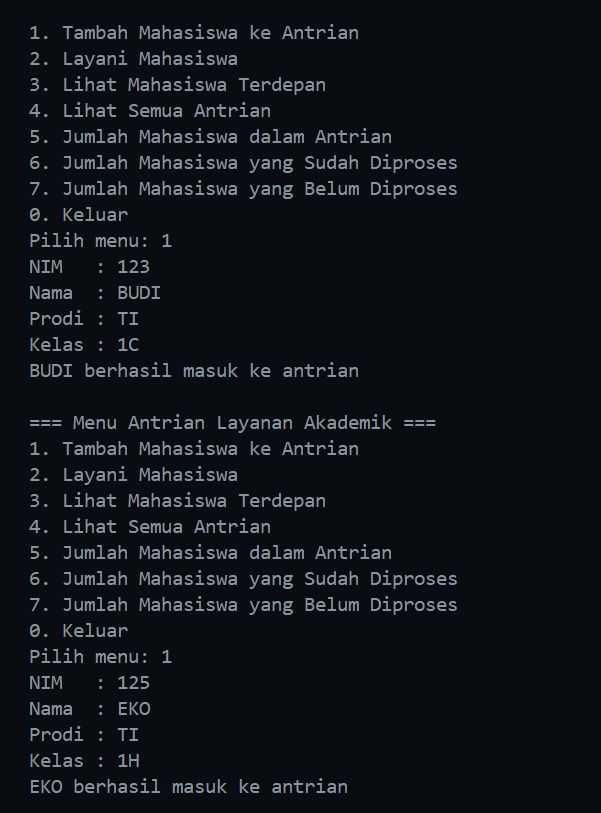 1. Tambah Mahasiswa ke Antrian
2. Layani Mahasiswa
3. Lihat Mahasiswa Terdepan
4. Lihat Semua Antrian
5. Jumlah Mahasiswa dalam Antrian
6. Jumlah Mahasiswa yang Sudah Diproses
7. Jumlah Mahasiswa yang Belum Diproses
0. Keluar
Pilih menu: 1
NIM   : 123
Nama  : BUDI
Prodi : TI
Kelas : 1C
BUDI berhasil masuk ke antrian

=== Menu Antrian Layanan Akademik ===
1. Tambah Mahasiswa ke Antrian
2. Layani Mahasiswa
3. Lihat Mahasiswa Terdepan
4. Lihat Semua Antrian
5. Jumlah Mahasiswa dalam Antrian
6. Jumlah Mahasiswa yang Sudah Diproses
7. Jumlah Mahasiswa yang Belum Diproses
0. Keluar
Pilih menu: 1
NIM   : 125
Nama  : EKO
Prodi : TI
Kelas : 1H
EKO berhasil masuk ke antrian